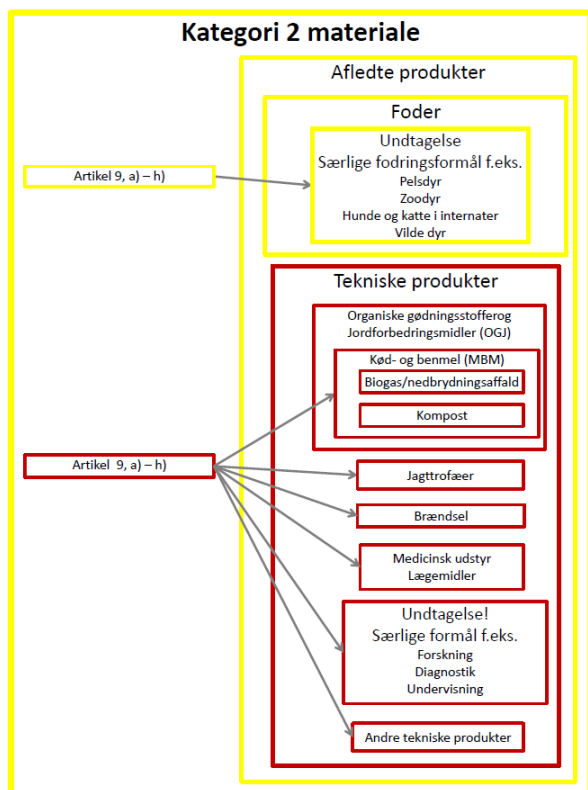 Kategori 2 materiale
Afledte produkter
Foder
Undtagelse
Særlige fodringsformål f.eks.
Pelsdyr
Zoodyr
Hunde og katte i internater
Vilde dyr
Artikel 9, a) – h)
Tekniske produkter
Organiske gødningsstofferog
Jordforbedringsmidler (OGJ)
Kød- og benmel (MBM)
Biogas/nedbrydningsaffald
Kompost
Artikel 9, a) – h)
Jagttrofæer
Brændsel
Medicinsk udstyr
Lægemidler
Undtagelse!
Særlige formål f.eks.
Forskning
Diagnostik
Undervisning
Andre tekniske produkter